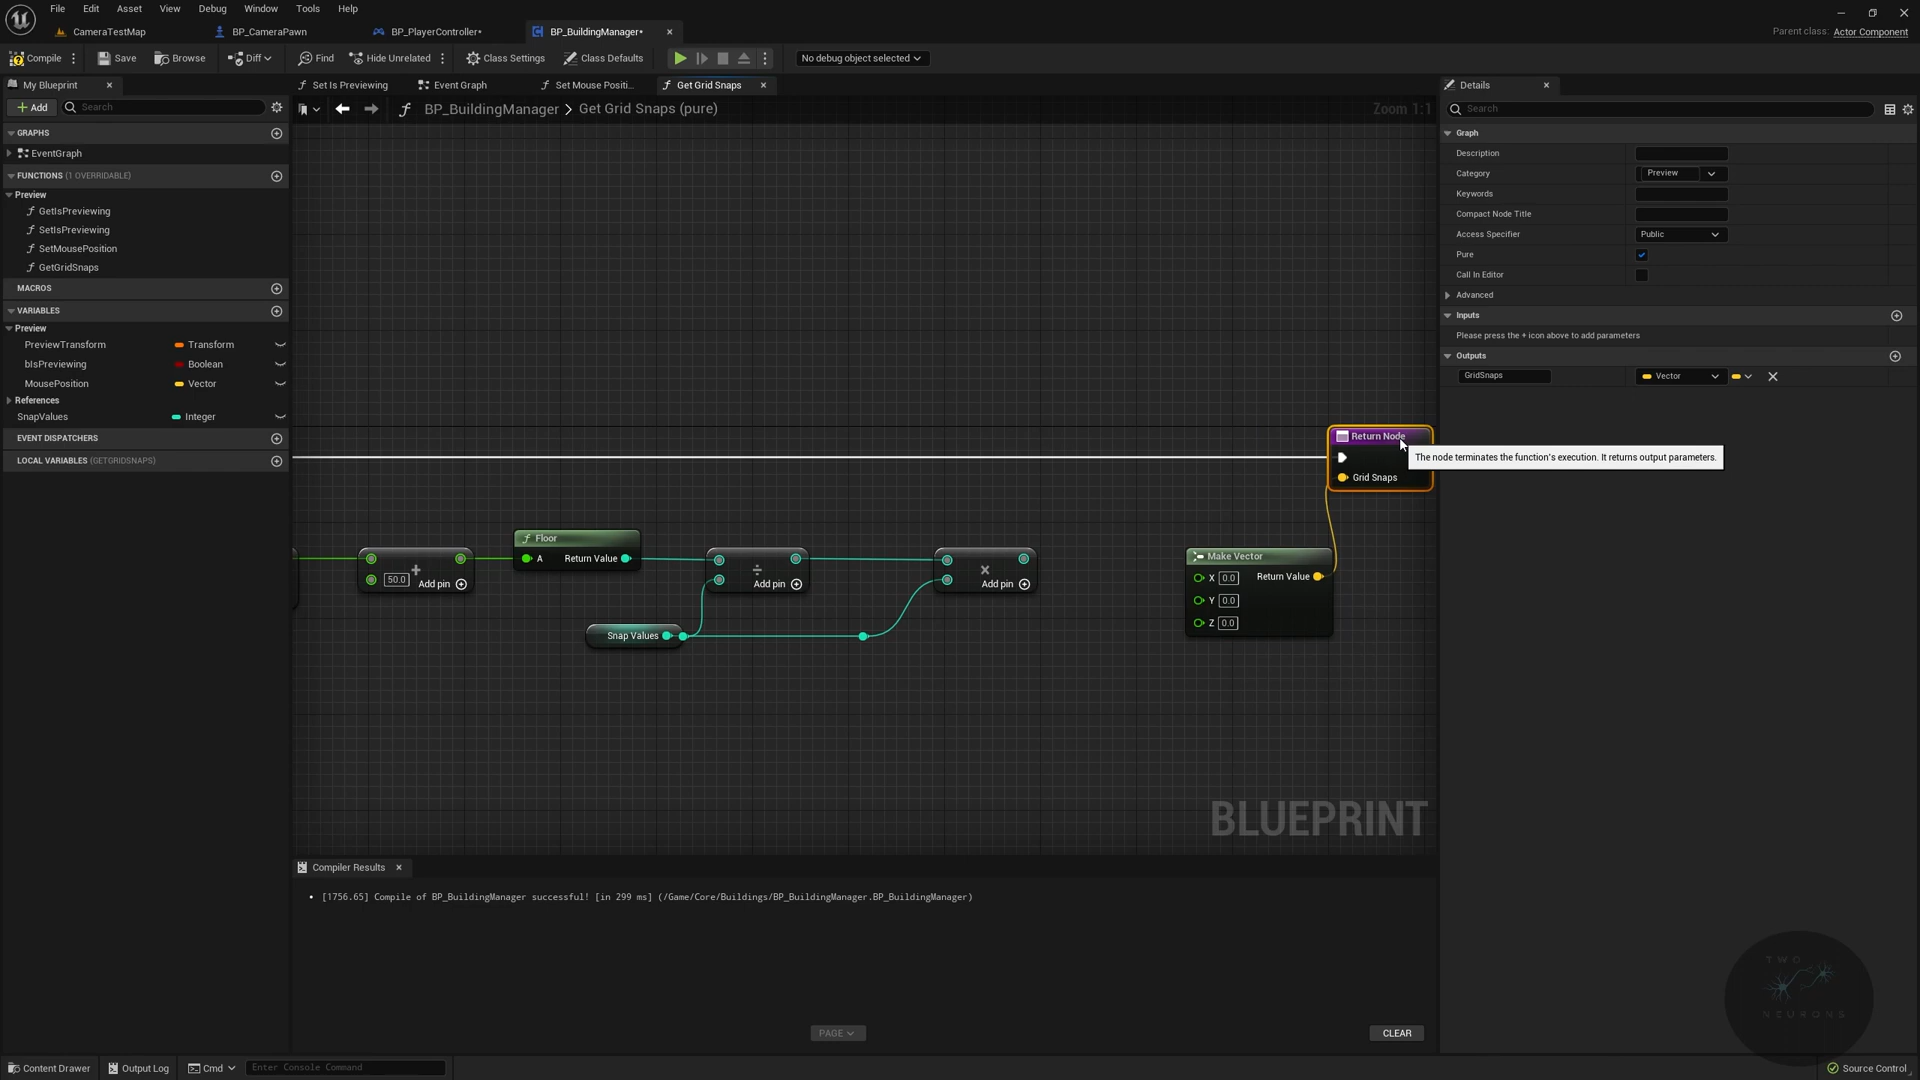 File Edit Asset View Window Debug Tools Help
CameraTestMap BP_CameraPawn BP_PlayerController* BP_BuildingManager*
Parent class: Actor Component
Compile Save Browse Diff Find Hide Unrelated Class Settings Class Defaults No debug object selected
My Blueprint
Set Is Previewing Event Graph Set Mouse Positi... Get Grid Snaps
Details
Add Search
BP_BuildingManager > Get Grid Snaps (pure)
Zoom 1:1
Search
GRAPHS
EventGraph
FUNCTIONS (1 OVERRIDABLE)
Preview
GetIsPreviewing
SetIsPreviewing
SetMousePosition
GetGridSnaps
MACROS
VARIABLES
Preview
PreviewTransform Transform
bIsPreviewing Boolean
MousePosition Vector
References
SnapValues Integer
EVENT DISPATCHERS
LOCAL VARIABLES (GETGRIDSNAPS)
Graph
Description
Category Preview
Keywords
Compact Node Title
Access Specifier Public
Pure
Call In Editor
Advanced
Inputs
Please press the + icon above to add parameters
Outputs
GridSnaps Vector
Return Node
The node terminates the function's execution. It returns output parameters.
Grid Snaps
50.0 + Add pin
Floor
A Return Value
÷ Add pin
× Add pin
Snap Values
Make Vector
X 0.0 Return Value
Y 0.0
Z 0.0
BLUEPRINT
Compiler Results
[1756.65] Compile of BP_BuildingManager successful! [in 299 ms] (/Game/Core/Buildings/BP_BuildingManager.BP_BuildingManager)
PAGE CLEAR
TWO
NEURONS
Content Drawer Output Log Cmd Enter Console Command Source Control